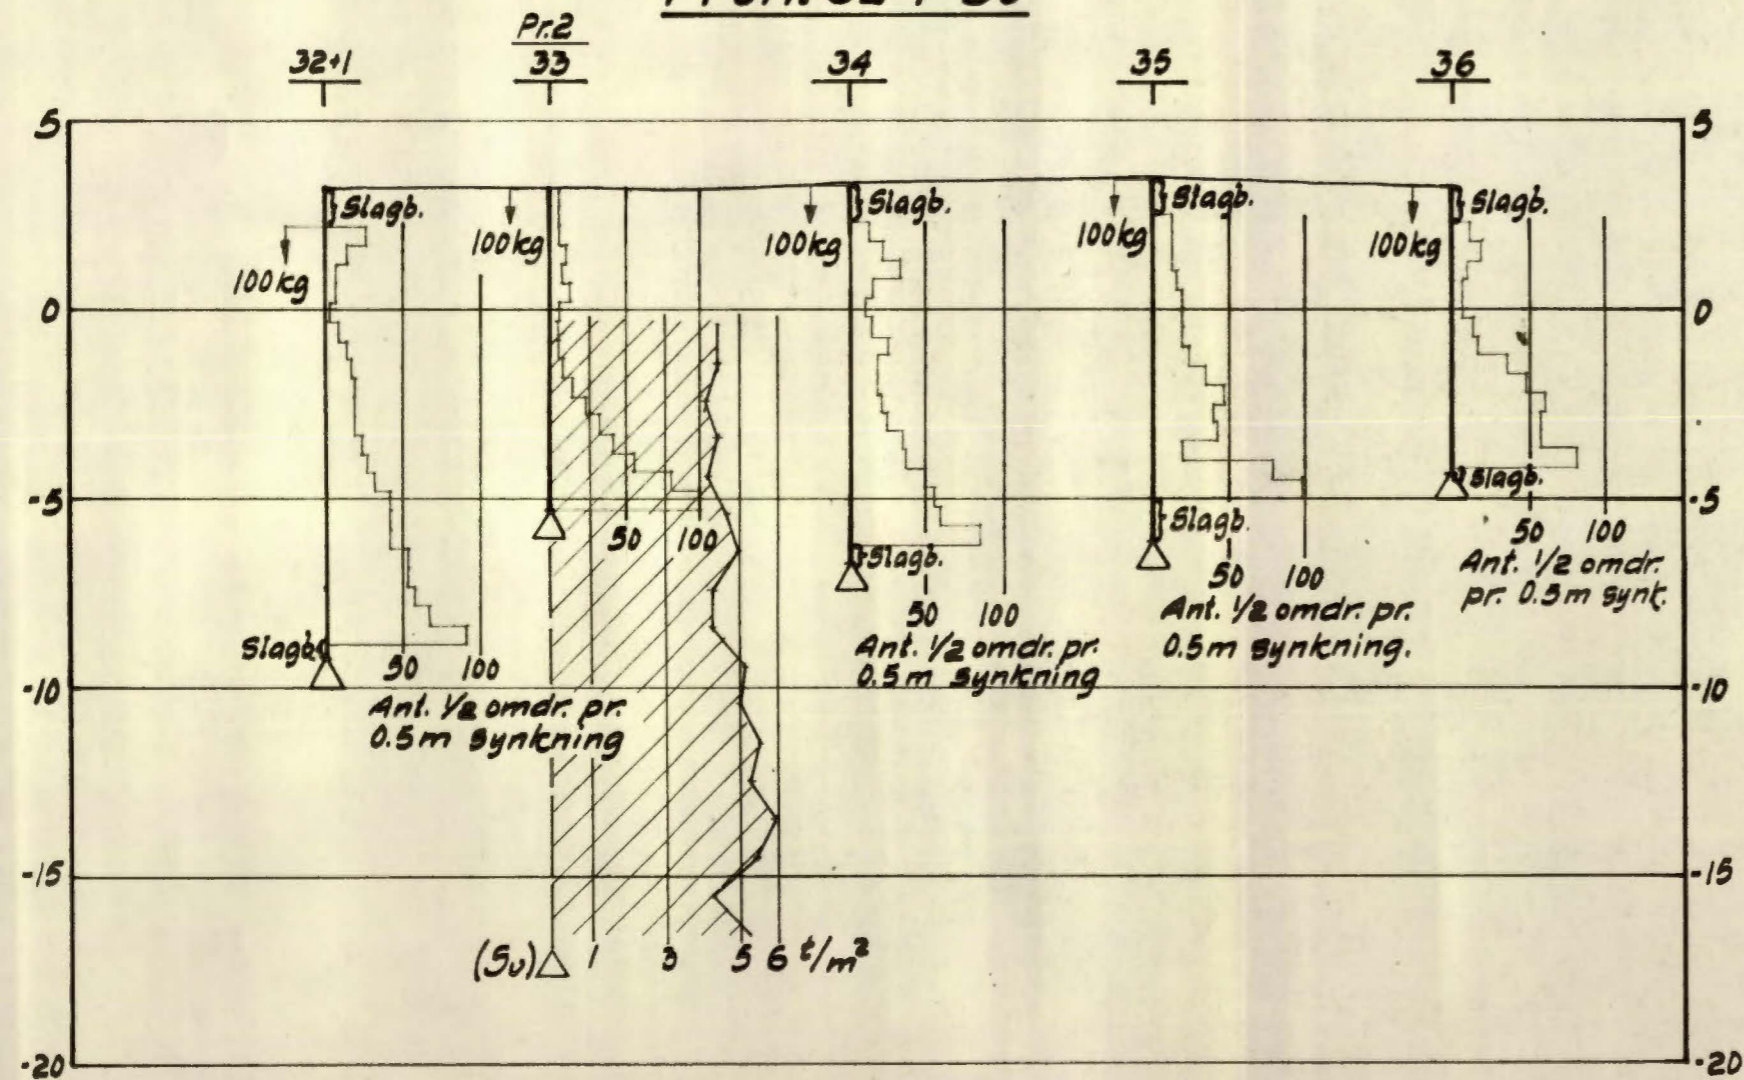 Pr.2
32+1 33 34 35 36
5 5
Slagb. Slagb. Slagb. Slagb.
100kg 100kg 100kg 100kg 100kg
0 0
-5 -5
Slagb. Slagb. Slagb. Slagb.
50 100
50 100
50 100
50 100
50 100
Ant. 1/2 omdr.
pr. 0.5m synk.
Ant. 1/2 omdr. pr.
0.5m synkning.
Ant. 1/2 omdr. pr.
0.5m synkning
-10 -10
Ant. 1/2 omdr. pr.
0.5m synkning
-15 -15
(Su) 1 3 5 6 t/m²
-20 -20